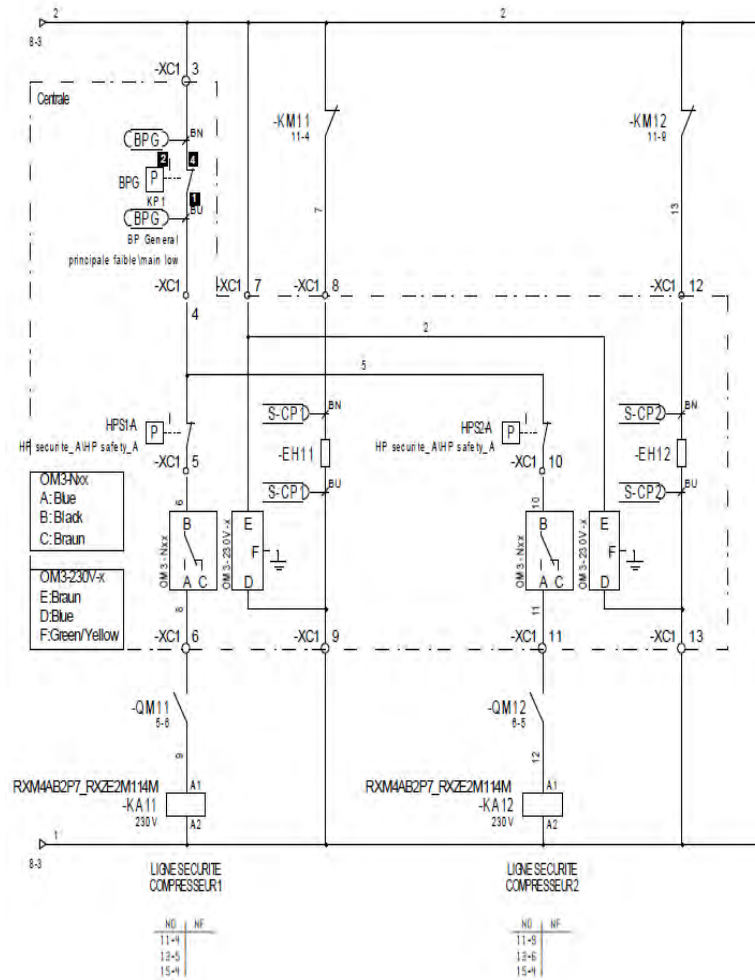 2
2
8-3
-XC1 3
Centrale
BPG
BN
2
4
BPG
P
KP1
1
BPG
BU
BP General
principale faible\main low
-KM11
11-4
-KM12
11-9
7
13
-XC1
4
-XC1 7
-XC1 8
-XC1 12
2
5
HPS1-A
P
HP securite_A\HP safety_A
-XC1 5
S-CP1
BN
-EH11
S-CP1
BU
HPS2-A
P
HP securite_A\HP safety_A
-XC1 10
S-CP2
BN
-EH12
S-CP2
BU
OM3-Nxx
A: Blue
B: Black
C: Braun
OM3-230V-x
E:Braun
D:Blue
F:Green/Yellow
6
OM3-Nxx
B
A C
OM3-230V-x
E
F
D
10
OM3-Nxx
B
A C
OM3-230V-x
E
F
D
8
11
-XC1 6
-XC1 9
-XC1 11
-XC1 13
-QM11
-QM12
6-5
9
12
RXM4AB2P7_RXZE2M114M
-KA11
230V
A1
A2
RXM4AB2P7_RXZE2M114M
-KA12
230V
A1
A2
1
8-3
LIGNE SECURITE
COMPRESSEUR 1
LIGNE SECURITE
COMPRESSEUR 2
NO NF
11-4
13-5
15-4
NO NF
11-9
13-6
15-4